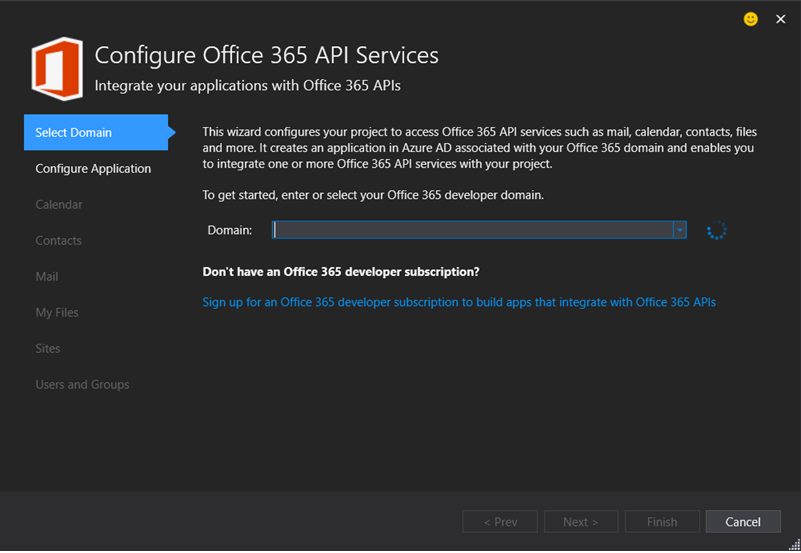 Configure Office 365 API Services
Integrate your applications with Office 365 APIs
Select Domain
Configure Application
Calendar
Contacts
Mail
My Files
Sites
Users and Groups
This wizard configures your project to access Office 365 API services such as mail, calendar, contacts, files
and more. It creates an application in Azure AD associated with your Office 365 domain and enables you
to integrate one or more Office 365 API services with your project.
To get started, enter or select your Office 365 developer domain.
Domain:
Don't have an Office 365 developer subscription?
Sign up for an Office 365 developer subscription to build apps that integrate with Office 365 APIs
< Prev
Next >
Finish
Cancel